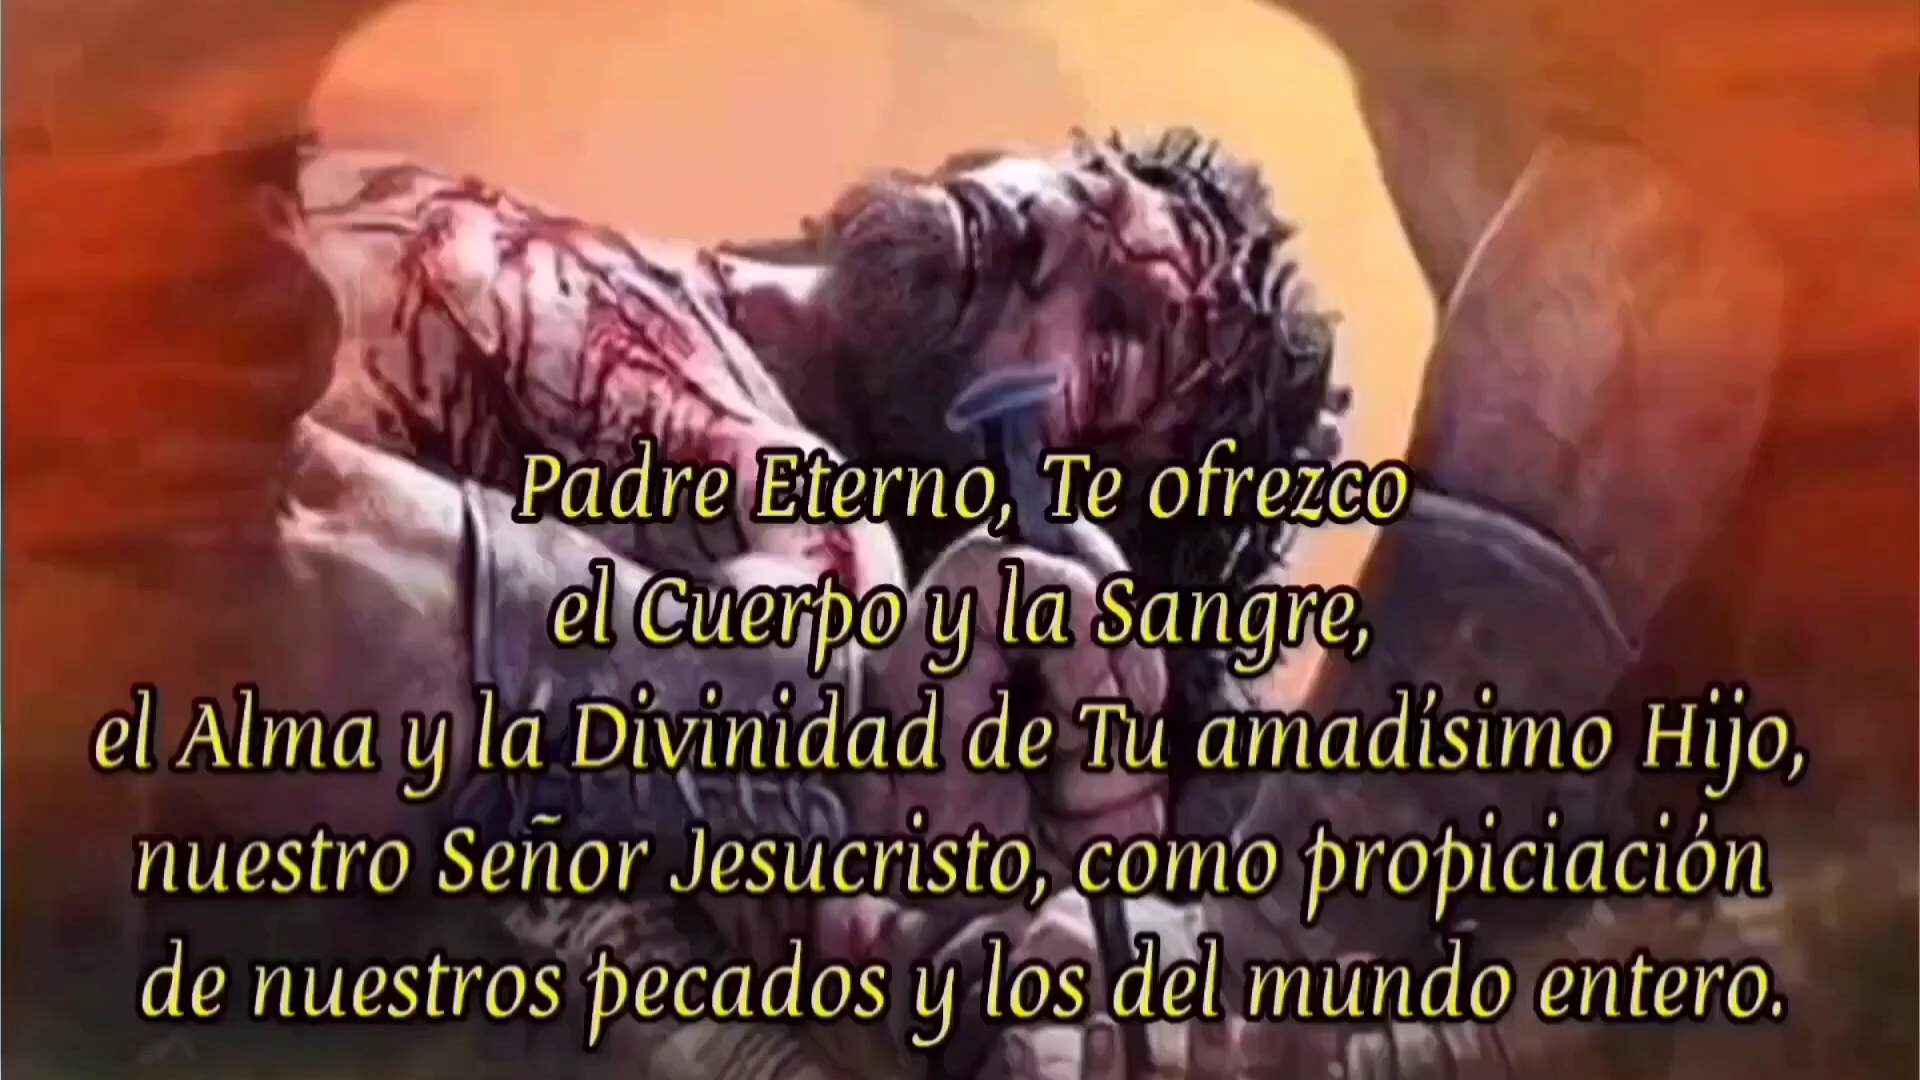 Padre Eterno, Te ofrezco
el Cuerpo y la Sangre,
el Alma y la Divinidad de Tu amadísimo Hijo,
nuestro Señor Jesucristo, como propiciación
de nuestros pecados y los del mundo entero.